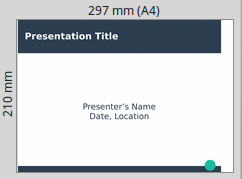 297 mm (A4)
210 mm
Presentation Title
Presenter's Name
Date, Location